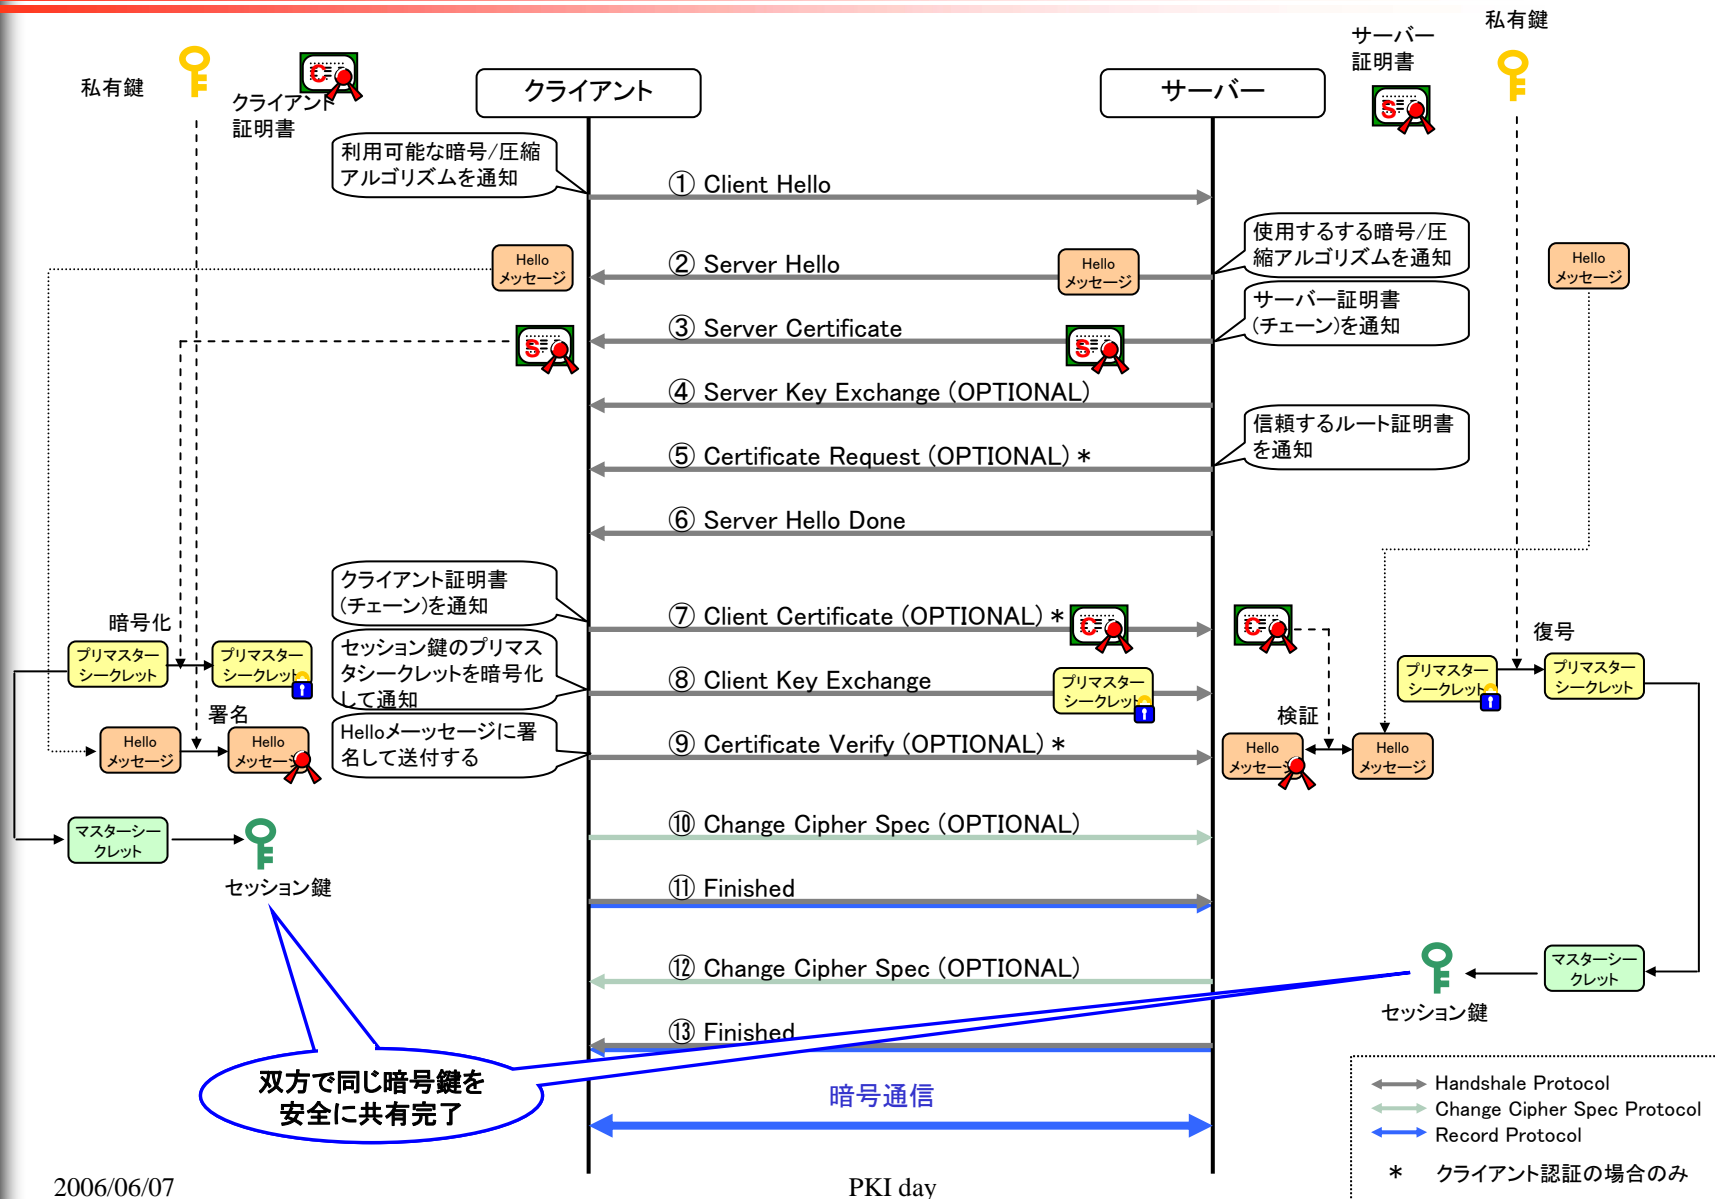 私有鍵
サーバー
証明書
私有鍵
クライアント
証明書
クライアント
サーバー
利用可能な暗号/圧縮
アルゴリズムを通知
① Client Hello
使用するする暗号/圧
縮アルゴリズムを通知
Hello
メッセージ
② Server Hello
Hello
メッセージ
Hello
メッセージ
サーバー証明書
(チェーン)を通知
③ Server Certificate
④ Server Key Exchange (OPTIONAL)
信頼するルート証明書
を通知
⑤ Certificate Request (OPTIONAL) *
⑥ Server Hello Done
クライアント証明書
(チェーン)を通知
⑦ Client Certificate (OPTIONAL) *
暗号化
プリマスター
シークレット
プリマスター
シークレット
セッション鍵のプリマス
タシークレットを暗号化
して通知
⑧ Client Key Exchange
プリマスター
シークレット
復号
プリマスター
シークレット
プリマスター
シークレット
署名
Hello
メッセージ
Hello
メッセージ
Helloメーッセージに署
名して送付する
⑨ Certificate Verify (OPTIONAL) *
検証
Hello
メッセージ
Hello
メッセージ
⑩ Change Cipher Spec (OPTIONAL)
マスターシー
クレット
セッション鍵
⑪ Finished
⑫ Change Cipher Spec (OPTIONAL)
マスターシー
クレット
セッション鍵
⑬ Finished
双方で同じ暗号鍵を
安全に共有完了
暗号通信
Handshale Protocol
Change Cipher Spec Protocol
Record Protocol
* クライアント認証の場合のみ
2006/06/07
PKI day
S
C
S
S
C
C